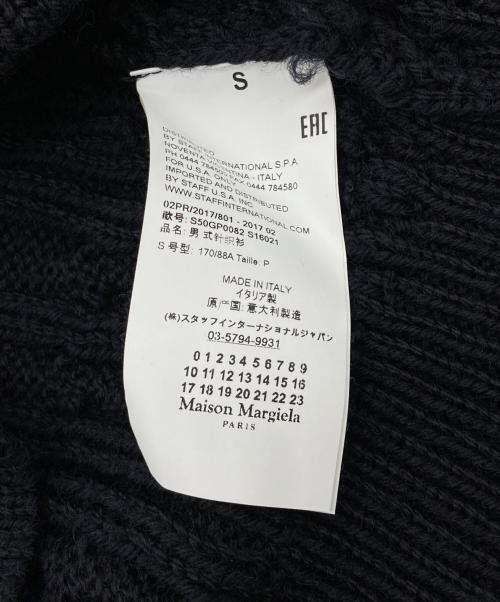 S
EAC
DISTRIBUTED
BY STAFF INTERNATIONAL S.P.A.
NOVENTA VICENTINA - ITALY
PH 0444 784500 FAX 0444 784580
FOR U.S.A. ONLY
IMPORTED AND DISTRIBUTED
BY STAFF U.S.A. INC
WWW.STAFFINTERNATIONAL.COM
02PR/2017/801 - 2017 02
款号: S50GP0082 S16021
品名: 男式针织衫
S 号型: 170/88A Taille: P
MADE IN ITALY
イタリア製
原产国: 意大利製造
(株)スタッフインターナショナルジャパン
03-5794-9931
0 1 2 3 4 5 6 7 8 9
10 11 12 13 14 15 16
17 18 19 20 21 22 23
Maison Margiela
PARIS